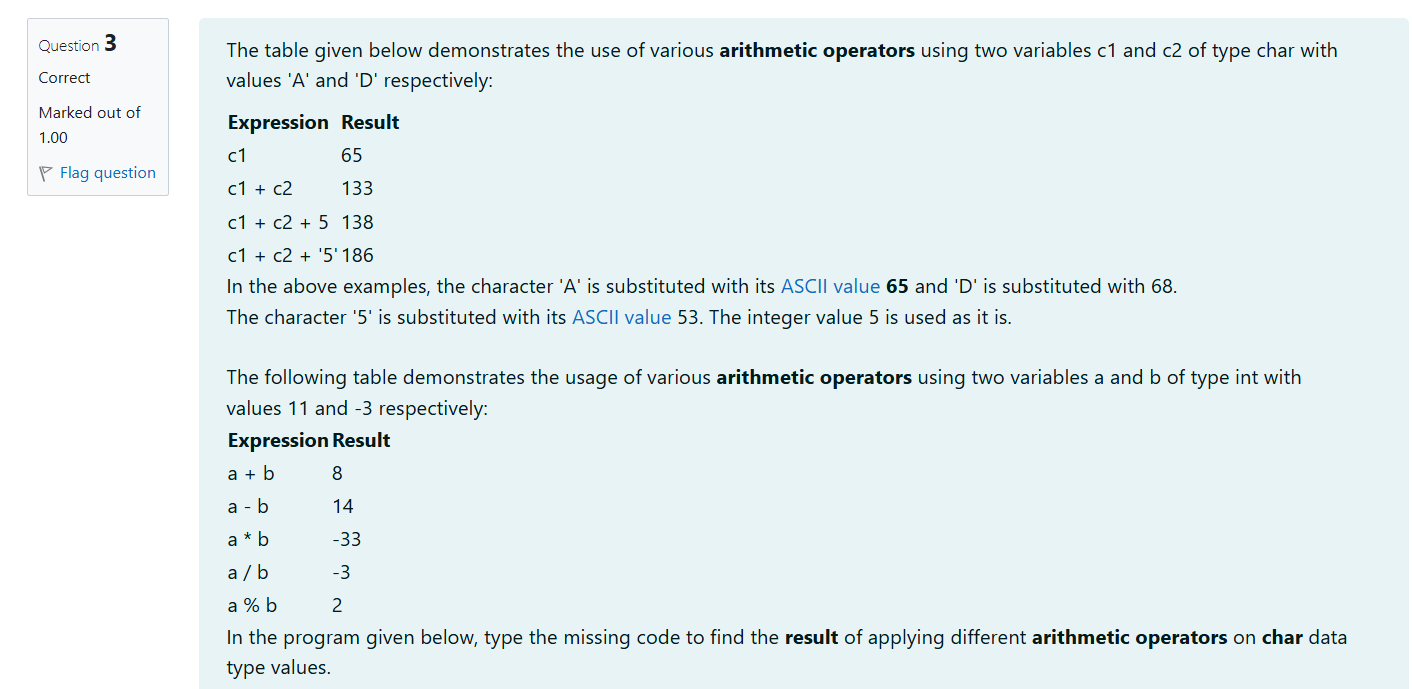 Question 3
Correct
Marked out of
1.00
Flag question
The table given below demonstrates the use of various arithmetic operators using two variables c1 and c2 of type char with
values 'A' and 'D' respectively:
Expression Result
c1 65
c1 + c2 133
c1 + c2 + 5 138
c1 + c2 + '5' 186
In the above examples, the character 'A' is substituted with its ASCII value 65 and 'D' is substituted with 68.
The character '5' is substituted with its ASCII value 53. The integer value 5 is used as it is.
The following table demonstrates the usage of various arithmetic operators using two variables a and b of type int with
values 11 and -3 respectively:
Expression Result
a + b 8
a - b 14
a * b -33
a / b -3
a % b 2
In the program given below, type the missing code to find the result of applying different arithmetic operators on char data
type values.